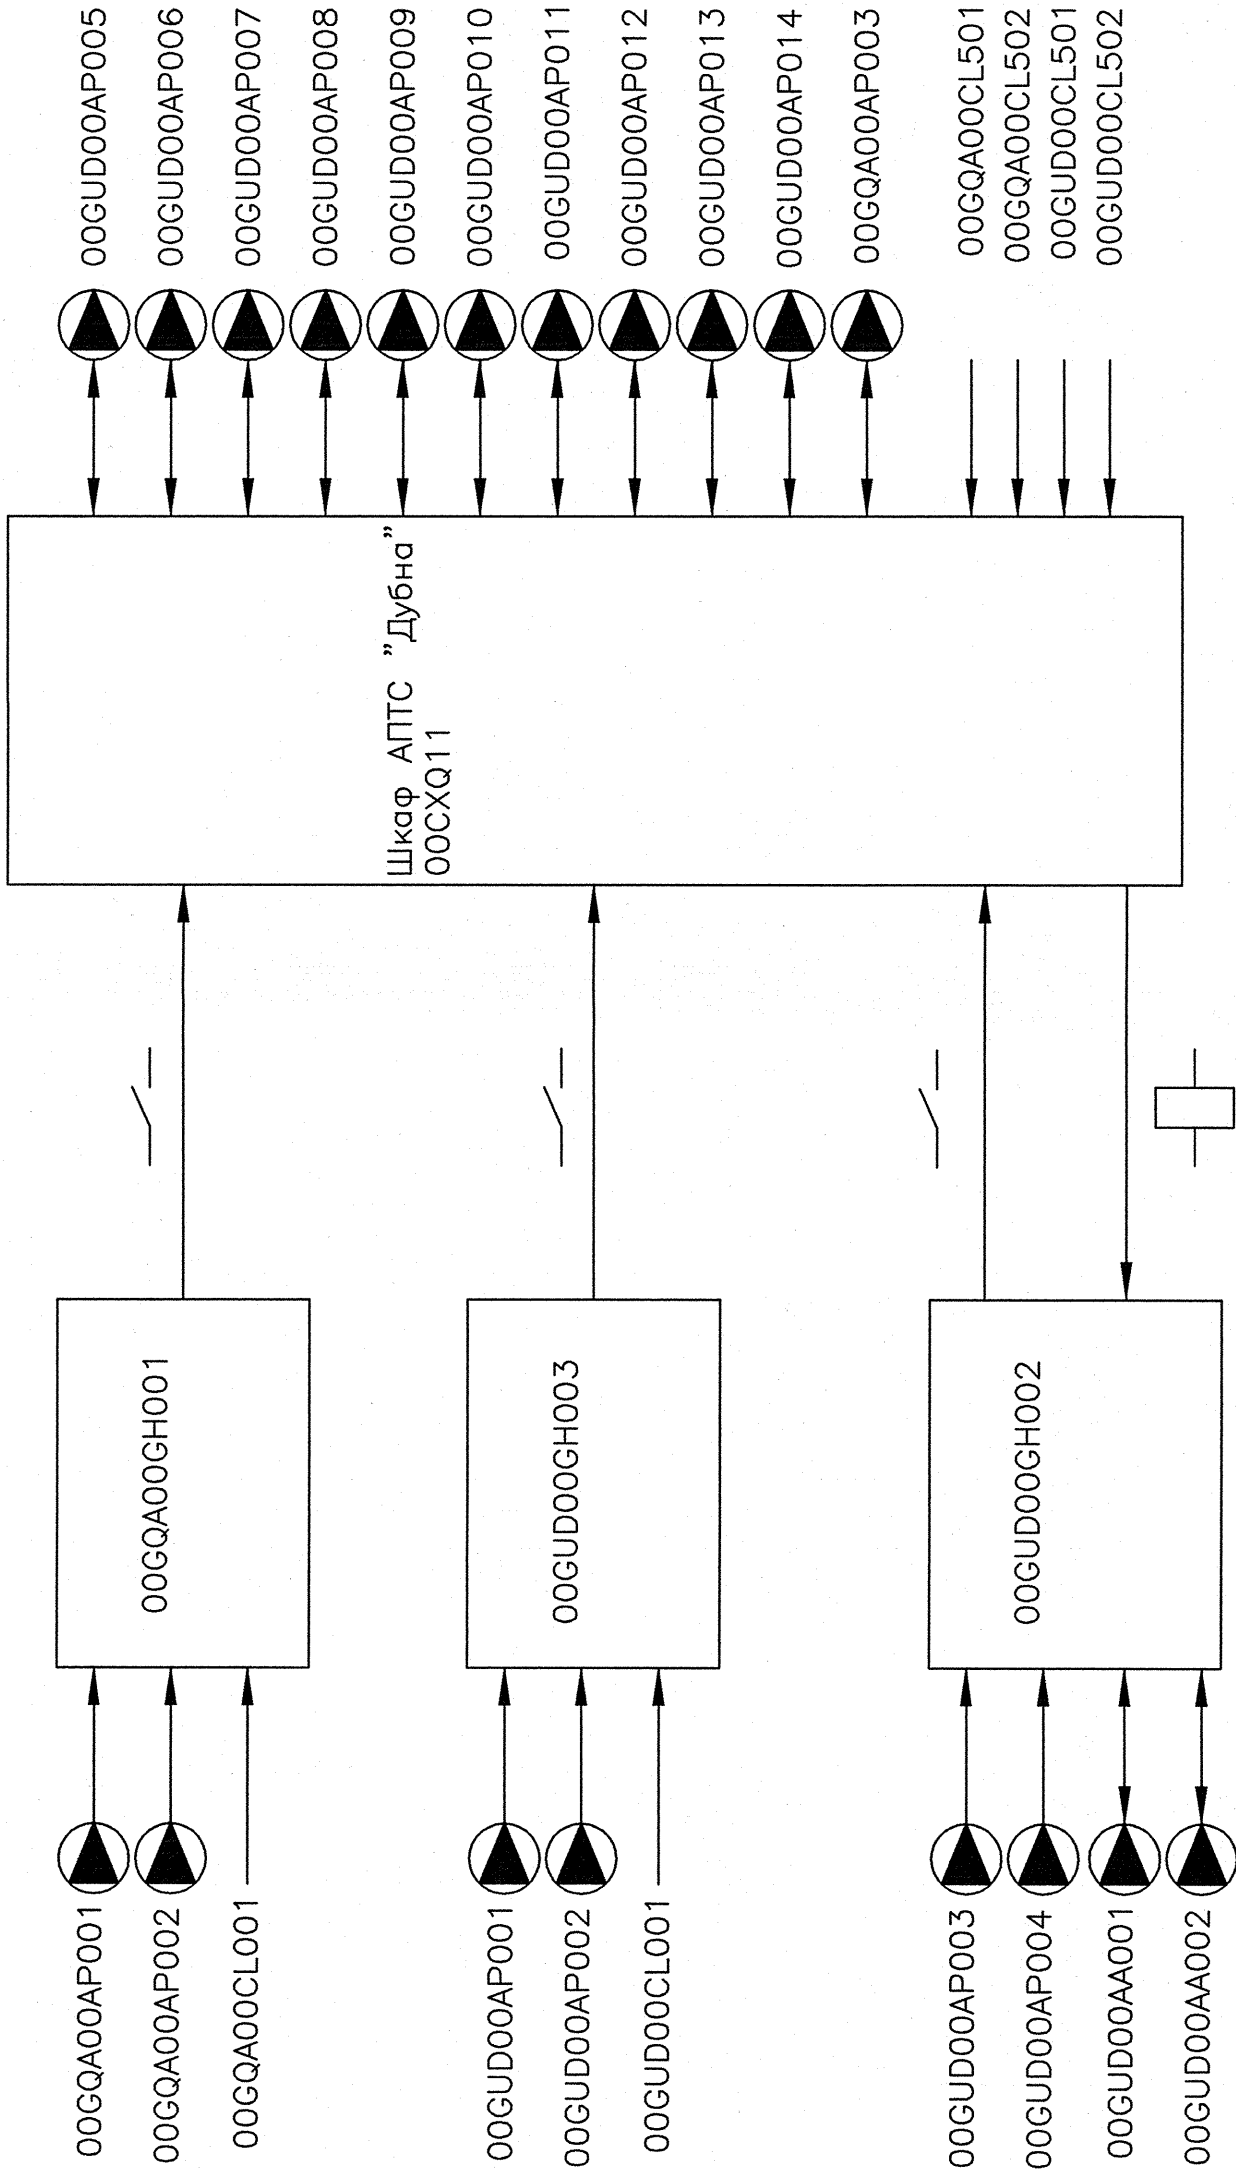 00GUD00AP005
00GUD00AP006
00GUD00AP007
00GUD00AP008
00GUD00AP009
00GUD00AP010
00GUD00AP011
00GUD00AP012
00GUD00AP013
00GUD00AP014
00GQA00AP003
00GQA00CL501
00GQA00CL502
00GUD00CL501
00GUD00CL502
Шкаф АПТС "Дубна"
00CXQ11
00GQA00GH001
00GUD00GH003
00GUD00GH002
00GQA00AP001
00GQA00AP002
00GQA00CL001
00GUD00AP001
00GUD00AP002
00GUD00CL001
00GUD00AP003
00GUD00AP004
00GUD00AA001
00GUD00AA002